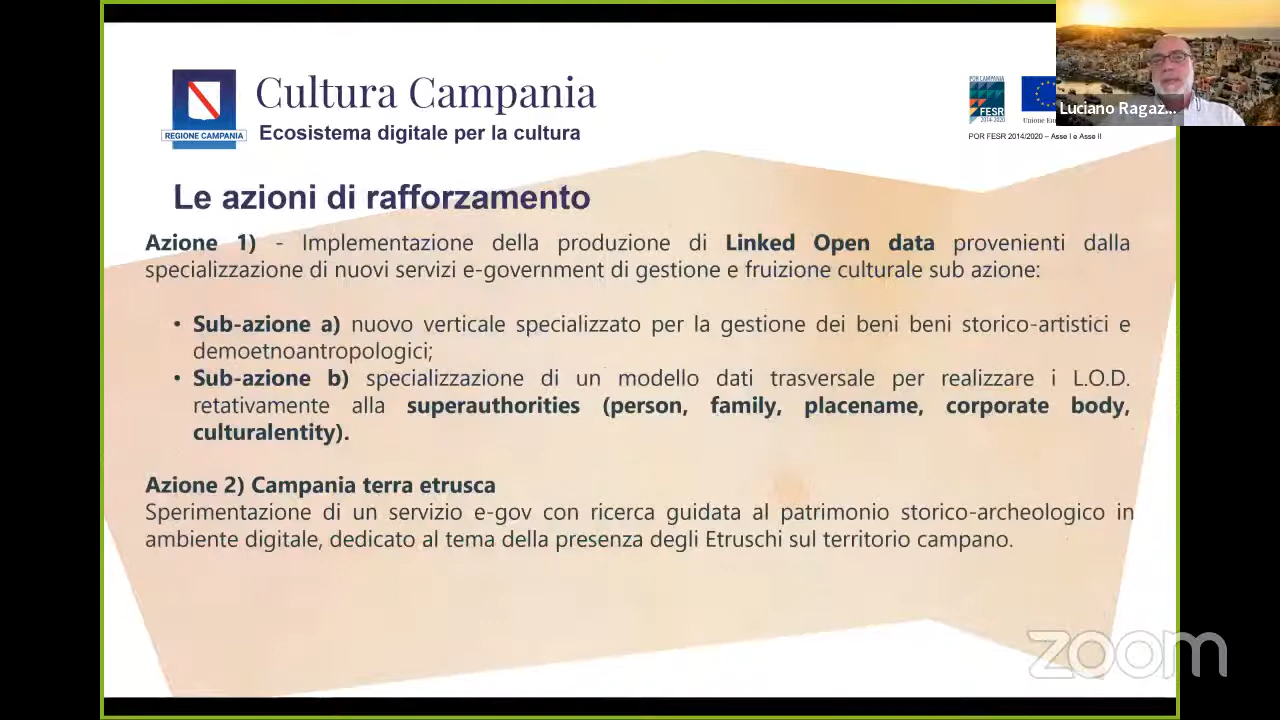 Cultura Campania
REGIONE CAMPANIA
Ecosistema digitale per la cultura
POR CAMPANIA
FESR
2014-2020
POR FESR 2014/2020 – Asse I e Asse II
Luciano Ragaz...
Le azioni di rafforzamento
Azione 1) - Implementazione della produzione di Linked Open data provenienti dalla
specializzazione di nuovi servizi e-government di gestione e fruizione culturale sub azione:
• Sub-azione a) nuovo verticale specializzato per la gestione dei beni beni storico-artistici e
demoetnoantropologici;
• Sub-azione b) specializzazione di un modello dati trasversale per realizzare i L.O.D.
retativamente alla superauthorities (person, family, placename, corporate body,
culturalentity).
Azione 2) Campania terra etrusca
Sperimentazione di un servizio e-gov con ricerca guidata al patrimonio storico-archeologico in
ambiente digitale, dedicato al tema della presenza degli Etruschi sul territorio campano.
zoom